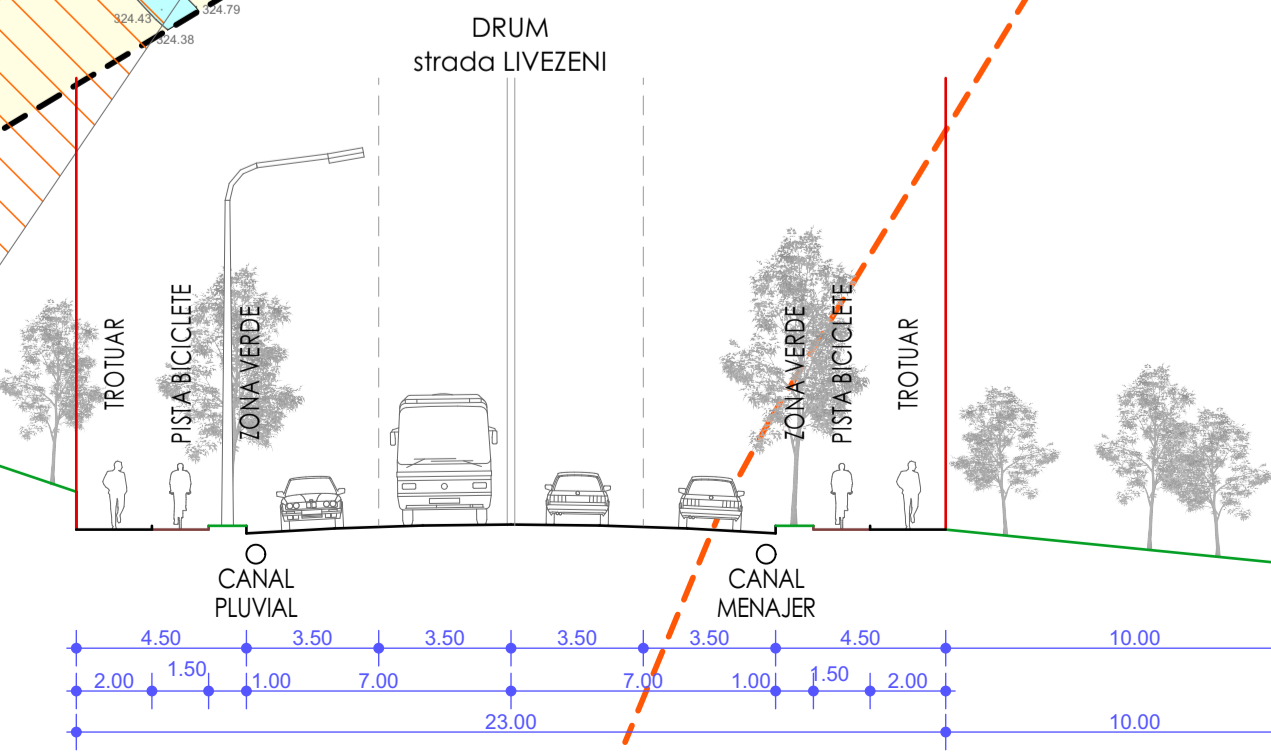 324.79
324.43
324.38
DRUM
strada LIVEZENI
TROTUAR
PISTA BICICLETE
ZONA VERDE
ZONA VERDE
PISTA BICICLETE
TROTUAR
CANAL
PLUVIAL
CANAL
MENAJER
4.50 3.50 3.50 3.50 3.50 4.50 10.00
2.00 1.50 1.00 7.00 7.00 1.00 1.50 2.00
23.00 10.00